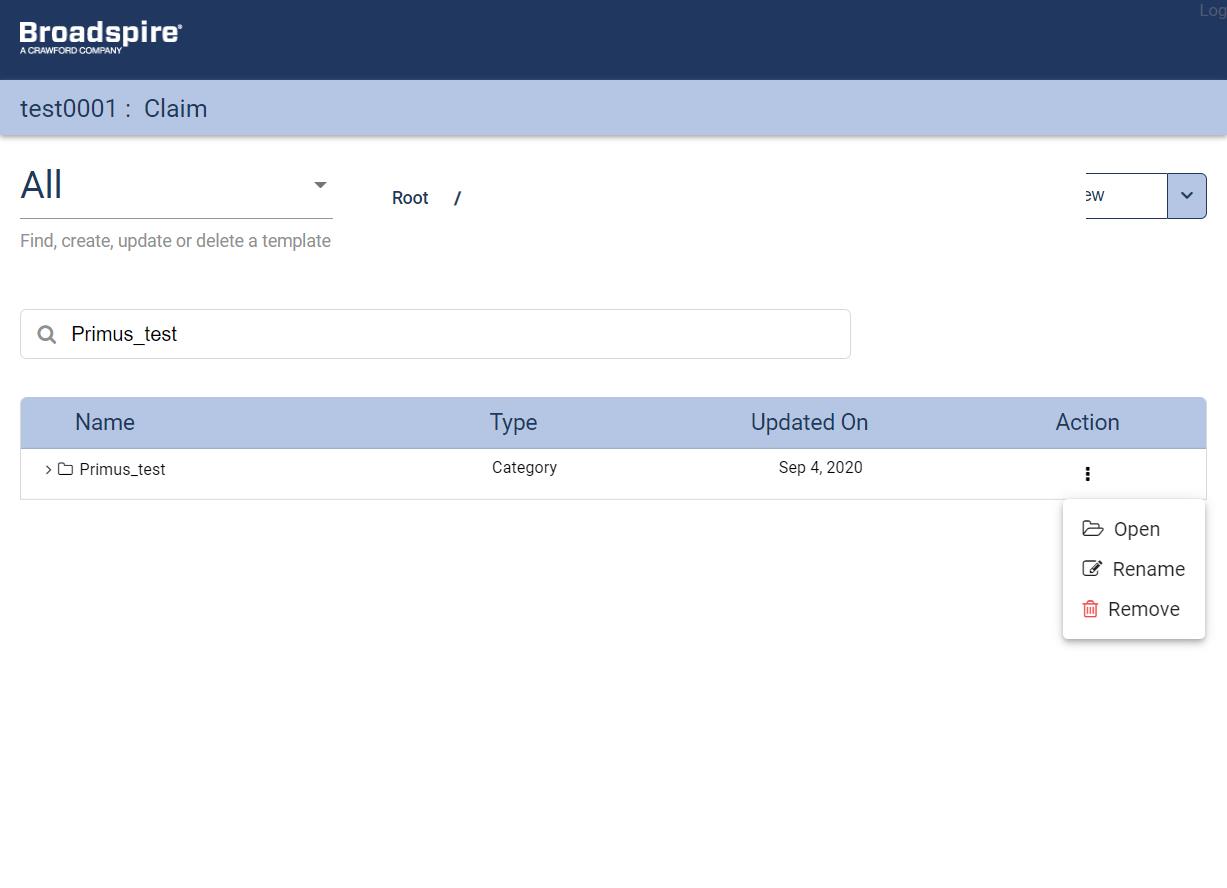 Log
Broadspire®
A CRAWFORD COMPANY
test0001 : Claim
All
Root /
ew
Find, create, update or delete a template
Primus_test
Name Type Updated On Action
Primus_test Category Sep 4, 2020
Open
Rename
Remove